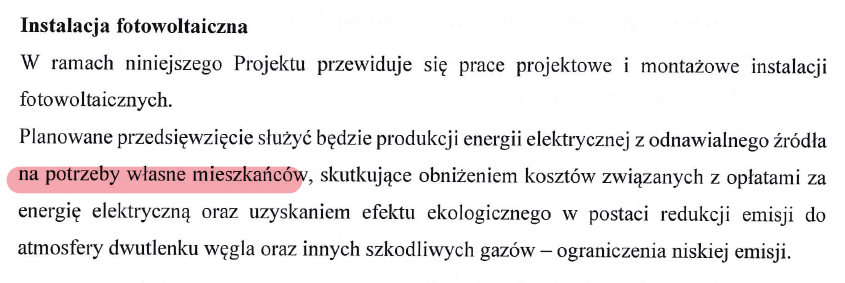 Instalacja fotowoltaiczna
W ramach niniejszego Projektu przewiduje się prace projektowe i montażowe instalacji
fotowoltaicznych.
Planowane przedsięwzięcie służyć będzie produkcji energii elektrycznej z odnawialnego źródła
na potrzeby własne mieszkańców, skutkujące obniżeniem kosztów związanych z opłatami za
energię elektryczną oraz uzyskaniem efektu ekologicznego w postaci redukcji emisji do
atmosfery dwutlenku węgla oraz innych szkodliwych gazów – ograniczenia niskiej emisji.